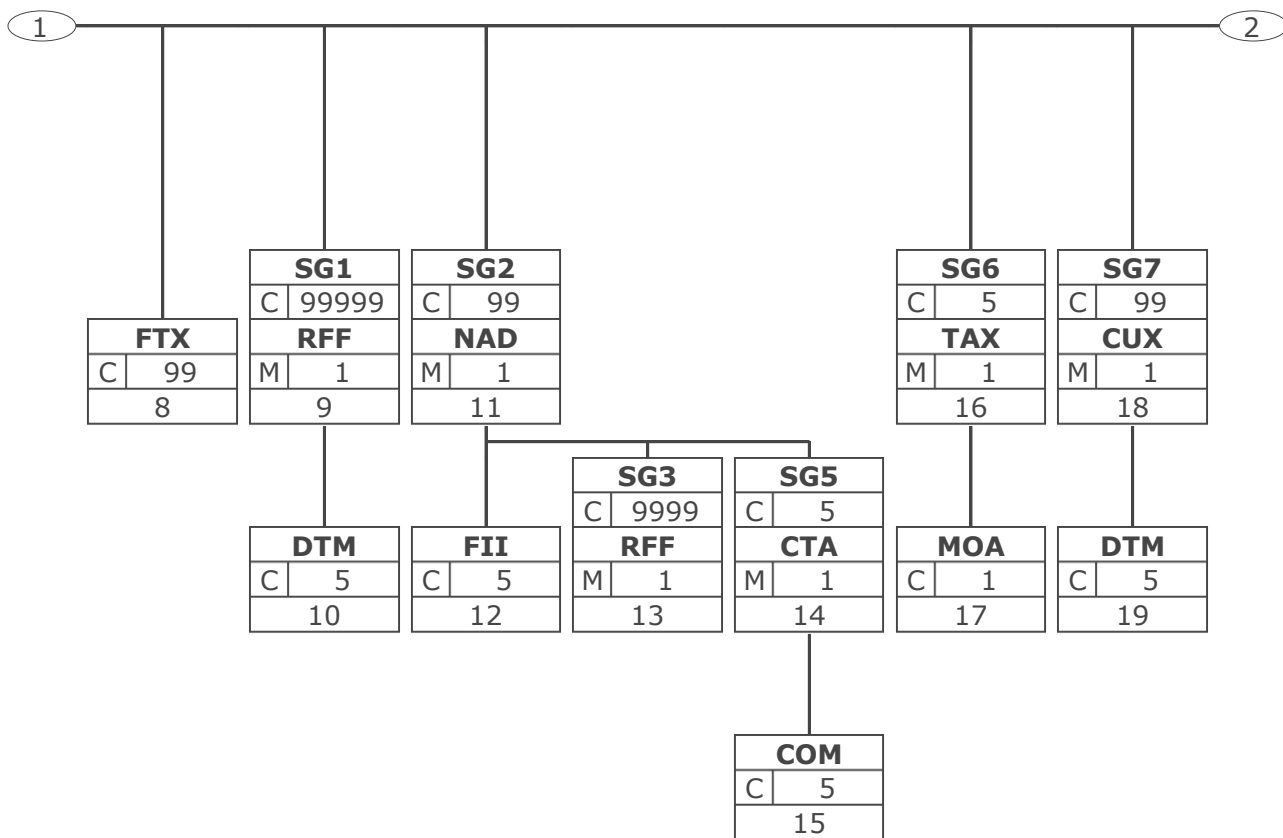 1
2
SG1
SG2
SG6
SG7
C 99999
C 99
C 5
C 99
FTX
RFF
NAD
TAX
CUX
C 99
M 1
M 1
M 1
M 1
8
9
11
16
18
SG3
SG5
C 9999
C 5
DTM
FII
RFF
CTA
MOA
DTM
C 5
C 5
M 1
M 1
C 1
C 5
10
12
13
14
17
19
COM
C 5
15